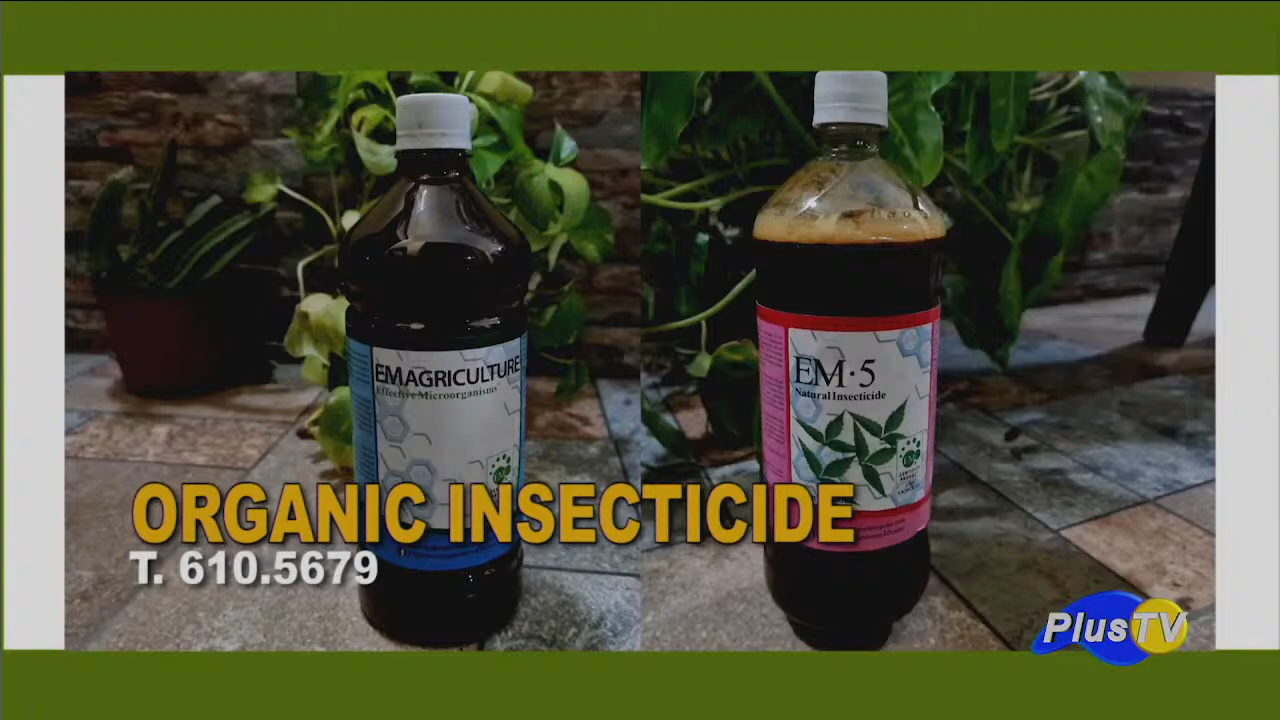 EMAGRICULTURE
Effective Microorganisms
EM·5
Natural Insecticide
ORGANIC INSECTICIDE
T. 610.5679
PlusTV